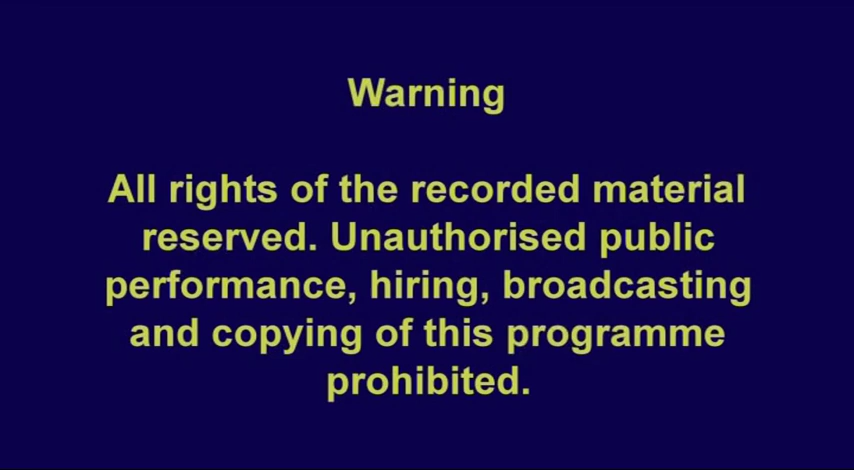 Warning
All rights of the recorded material
reserved. Unauthorised public
performance, hiring, broadcasting
and copying of this programme
prohibited.